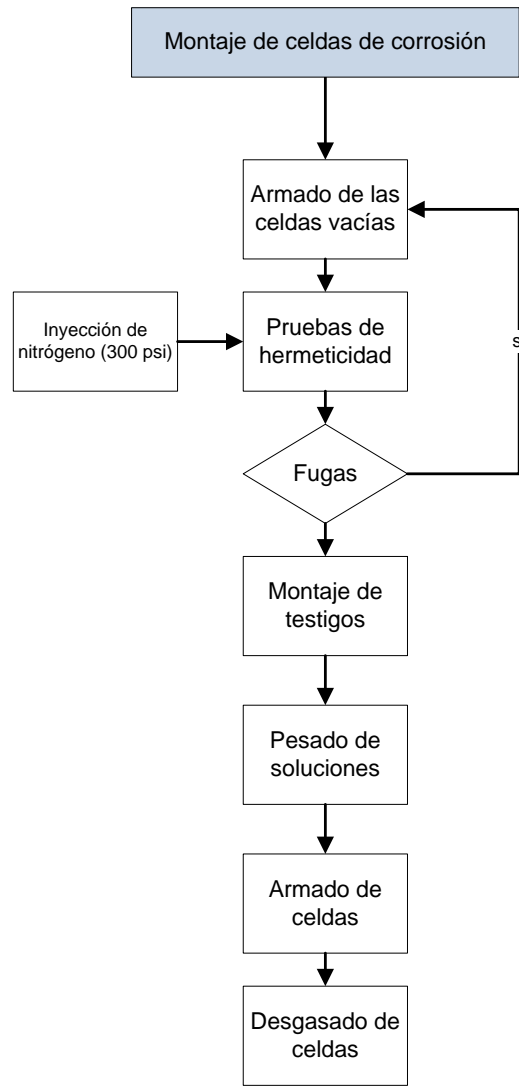 Montaje de celdas de corrosión
Armado de las
celdas vacías
Inyección de
nitrógeno (300 psi)
Pruebas de
hermeticidad
s
Fugas
Montaje de
testigos
Pesado de
soluciones
Armado de
celdas
Desgasado de
celdas